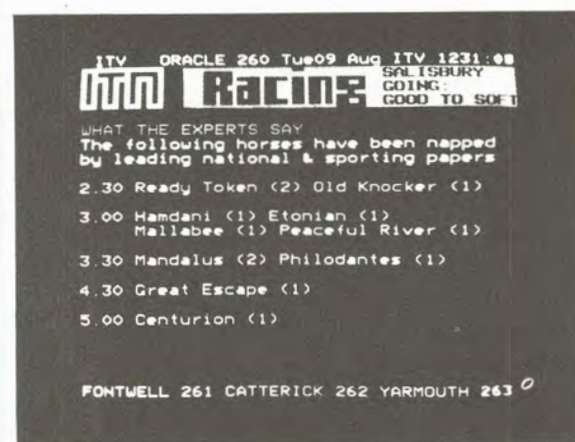 ITV ORACLE 260 Tue09 Aug ITV 1231:08
ITN Racing SALISBURY
GOING:
GOOD TO SOFT
WHAT THE EXPERTS SAY
The following horses have been napped
by leading national & sporting papers
2.30 Ready Token (2) Old Knocker (1)
3.00 Hamdani (1) Etonian (1)
Mallabee (1) Peaceful River (1)
3.30 Mandalus (2) Philodantes (1)
4.30 Great Escape (1)
5.00 Centurion (1)
FONTWELL 261 CATTERICK 262 YARMOUTH 263